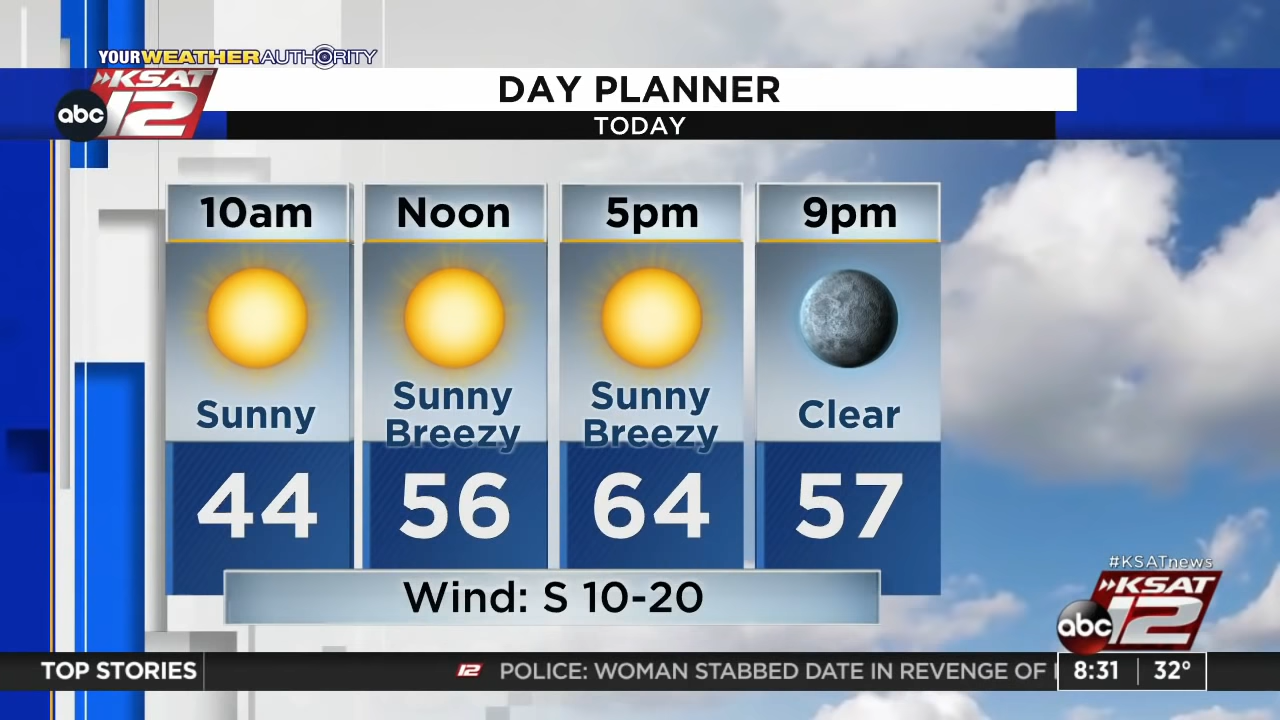 YOUR WEATHER AUTHORITY
KSAT
abc 12
DAY PLANNER
TODAY
10am Noon 5pm 9pm
Sunny
Sunny Breezy
Sunny Breezy
Clear
44 56 64 57
Wind: S 10-20
#KSATnews
KSAT
abc 12
TOP STORIES
12 POLICE: WOMAN STABBED DATE IN REVENGE OF
8:31 32°